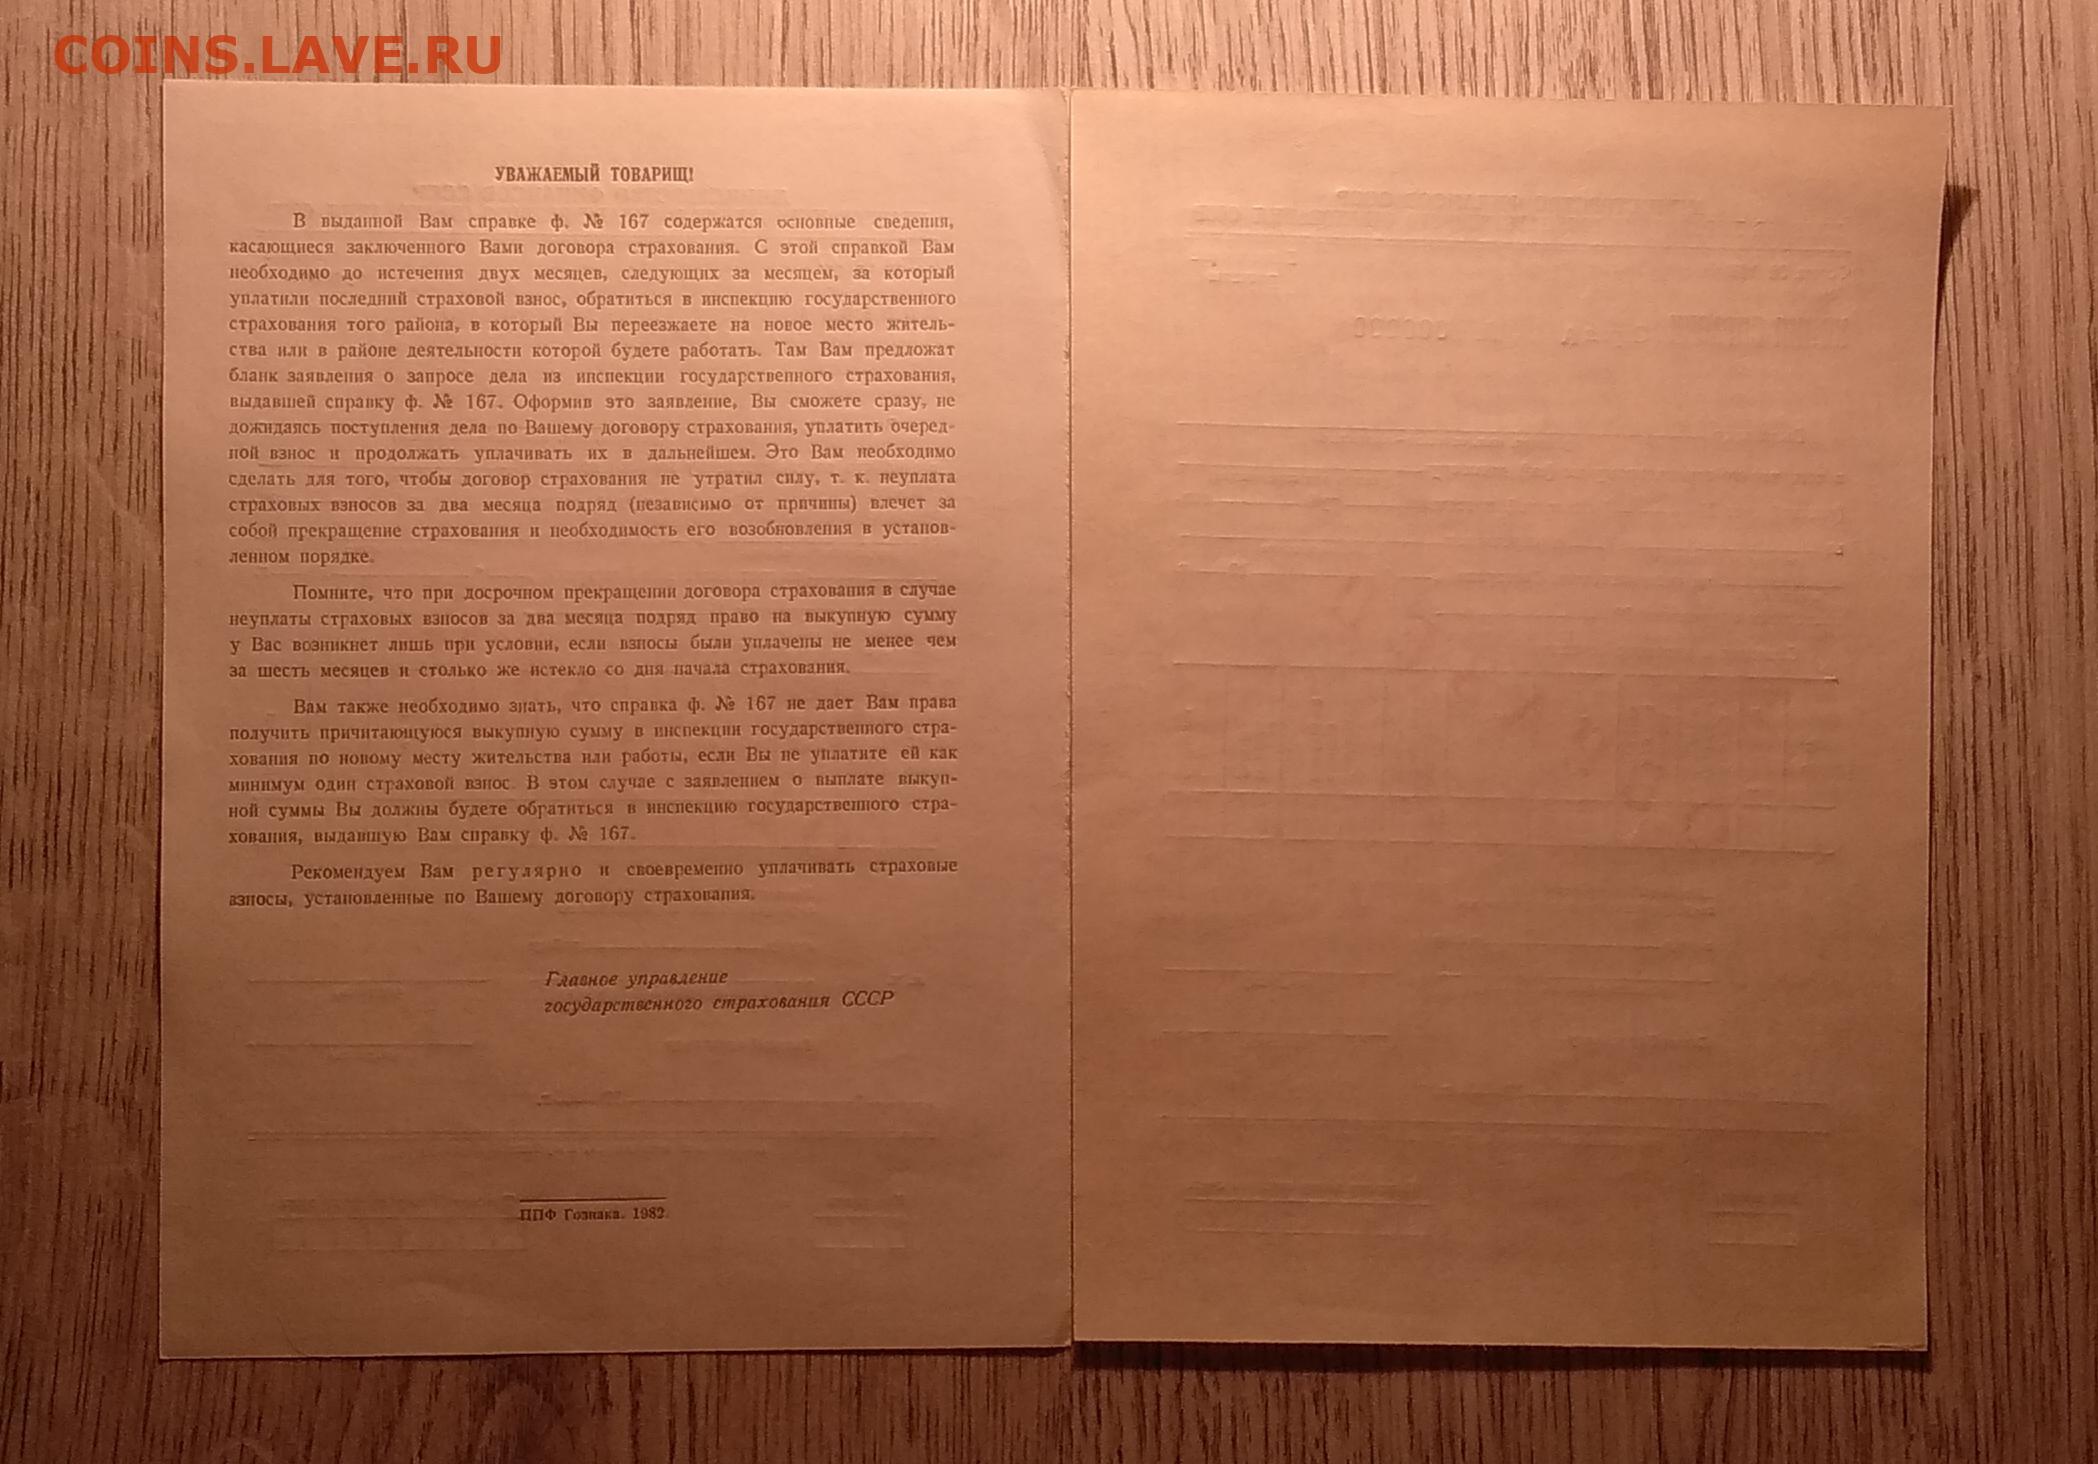 COINS.LAVE.RU
УВАЖАЕМЫЙ ТОВАРИЩ!
В выданной Вам справке ф. № 167 содержатся основные сведения,
касающиеся заключенного Вами договора страхования. С этой справкой Вам
необходимо до истечения двух месяцев, следующих за месяцем, за который
уплатили последний страховой взнос, обратиться в инспекцию государственного
страхования того района, в который Вы переезжаете на новое место житель-
ства или в районе деятельности которой будете работать. Там Вам предложат
бланк заявления о запросе дела из инспекции государственного страхования,
выдавшей справку ф. № 167. Оформив это заявление, Вы сможете сразу, не
дожидаясь поступления дела по Вашему договору страхования, уплатить очеред-
ной взнос и продолжать уплачивать их в дальнейшем. Это Вам необходимо
сделать для того, чтобы договор страхования не утратил силу, т. к. неуплата
страховых взносов за два месяца подряд (независимо от причины) влечет за
собой прекращение страхования и необходимость его возобновления в установ-
ленном порядке.
Помните, что при досрочном прекращении договора страхования в случае
неуплаты страховых взносов за два месяца подряд право на выкупную сумму
у Вас возникнет лишь при условии, если взносы были уплачены не менее чем
за шесть месяцев и столько же истекло со дня начала страхования.
Вам также необходимо знать, что справка ф. № 167 не дает Вам права
получить причитающуюся выкупную сумму в инспекции государственного стра-
хования по новому месту жительства или работы, если Вы не уплатите ей как
минимум один страховой взнос. В этом случае с заявлением о выплате выкуп-
ной суммы Вы должны будете обратиться в инспекцию государственного стра-
хования, выдавшую Вам справку ф. № 167.
Рекомендуем Вам регулярно и своевременно уплачивать страховые
взносы, установленные по Вашему договору страхования.
Главное управление
государственного страхования СССР
ППФ Гознака. 1982.